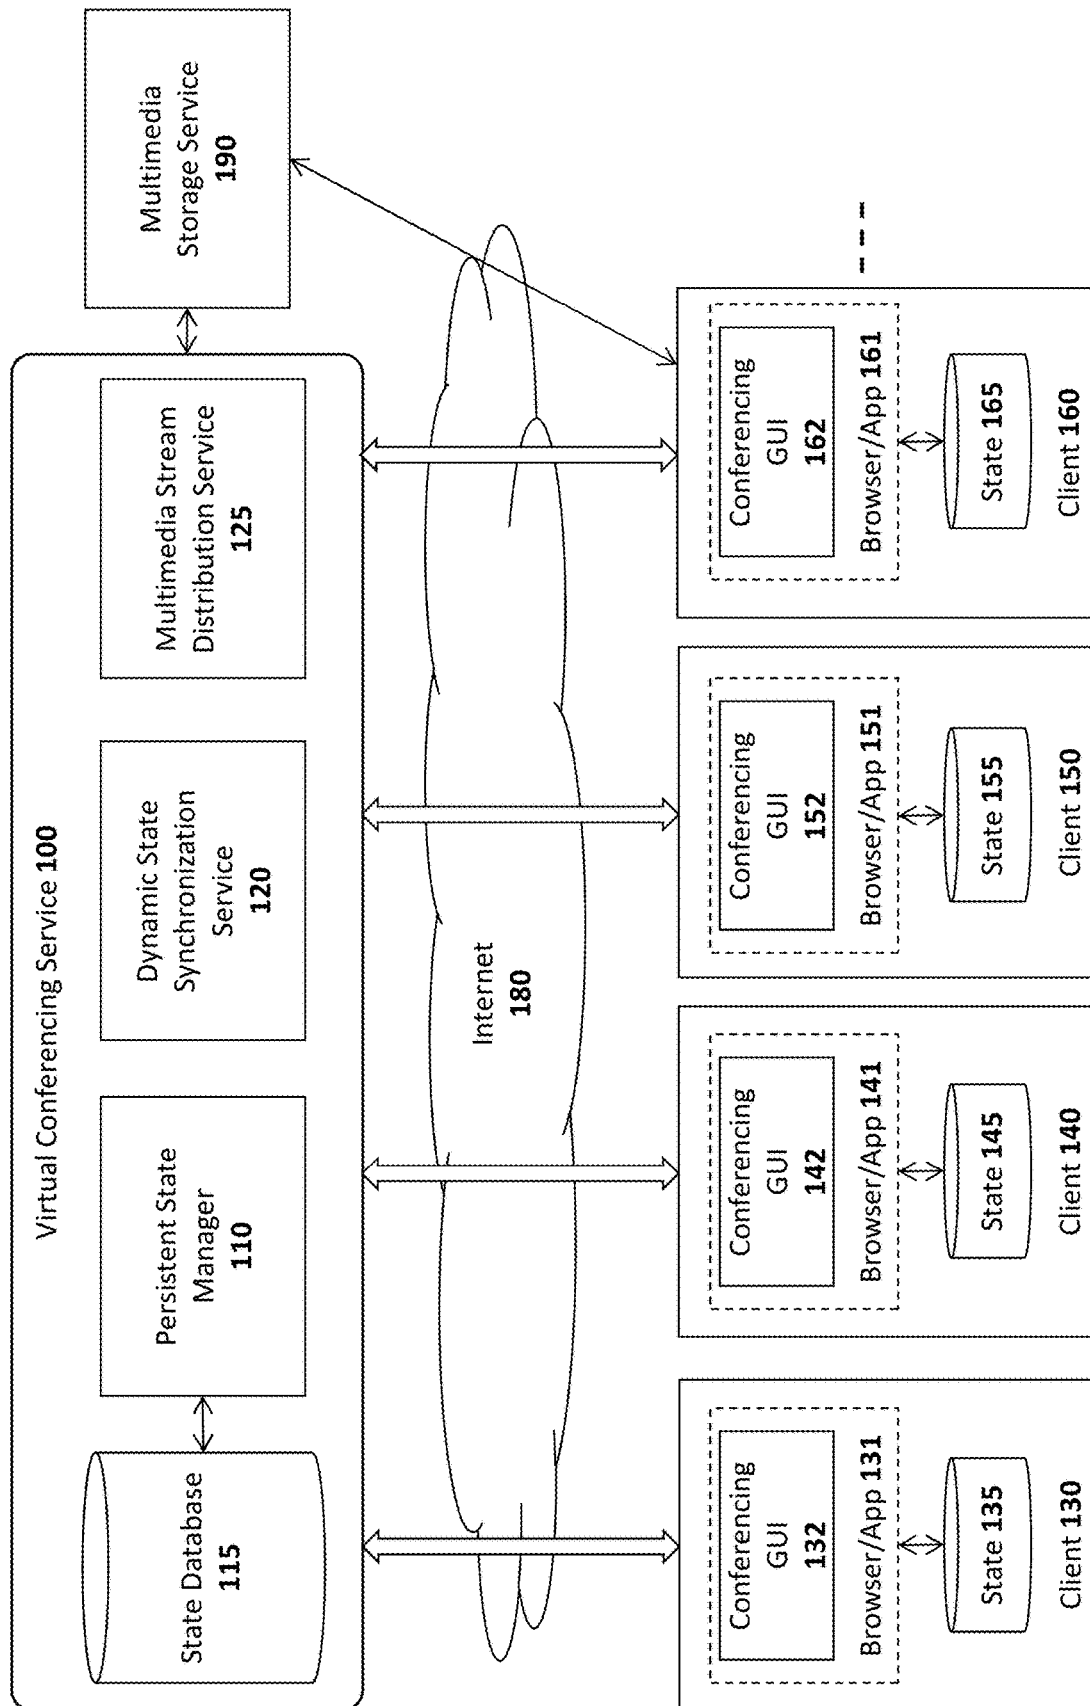 Virtual Conferencing Service 100
State Database
115
Persistent State
Manager
110
Dynamic State
Synchronization
Service
120
Multimedia Stream
Distribution Service
125
Multimedia
Storage Service
190
Internet
180
Conferencing
GUI
132
Browser/App 131
State 135
Client 130
Conferencing
GUI
142
Browser/App 141
State 145
Client 140
Conferencing
GUI
152
Browser/App 151
State 155
Client 150
Conferencing
GUI
162
Browser/App 161
State 165
Client 160